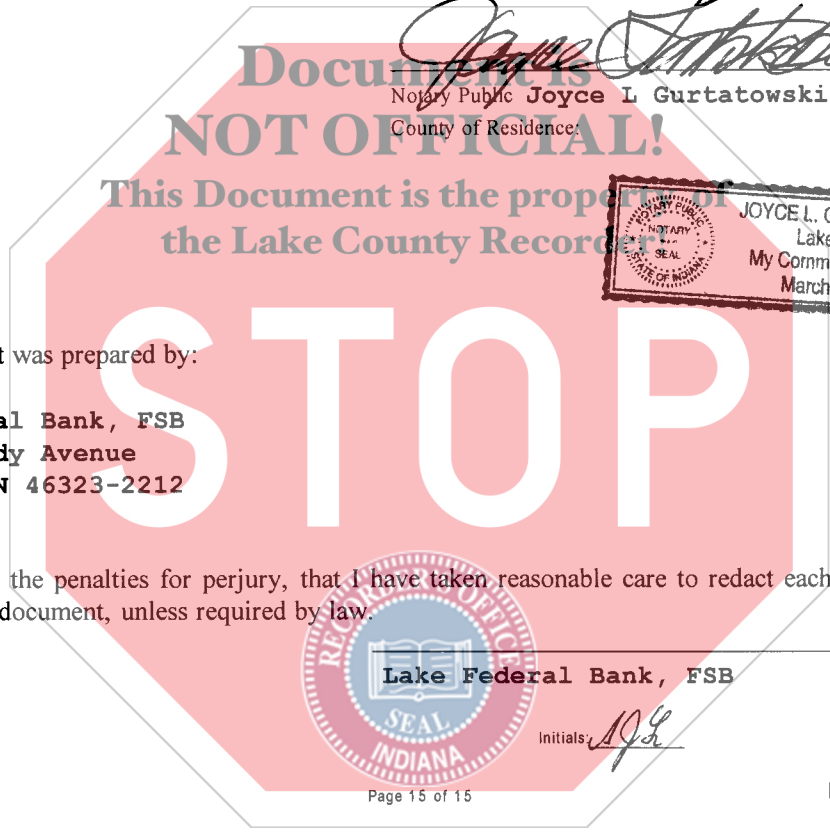 Document is
NOT OFFICIAL!
This Document is the property of
the Lake County Recorder!
Notary Public Joyce L Gurtatowski
County of Residence:
NOTARY PUBLIC
NOTARY
SEAL
STATE OF INDIANA
JOYCE L. G
Lake
My Comm
March
STOP
t was prepared by:
al Bank, FSB
dy Avenue
N 46323-2212
the penalties for perjury, that I have taken reasonable care to redact each
document, unless required by law.
RECORDER'S OFFICE
SEAL
INDIANA
Lake Federal Bank, FSB
Initials: SJL
Page 15 of 15